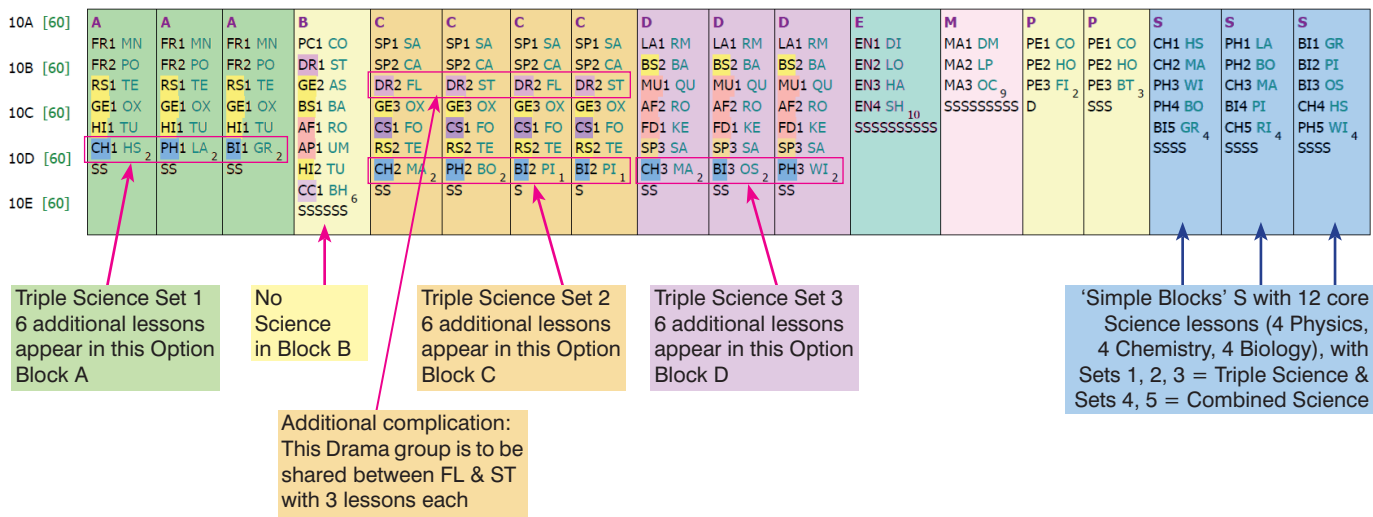 10A [60]
10B [60]
10C [60]
10D [60]
10E [60]
A
FR1 MN
FR2 PO
RS1 TE
GE1 OX
HI1 TU
CH1 HS 2
SS
A
FR1 MN
FR2 PO
RS1 TE
GE1 OX
HI1 TU
PH1 LA 2
SS
A
FR1 MN
FR2 PO
RS1 TE
GE1 OX
HI1 TU
BI1 GR 2
SS
B
PC1 CO
DR1 ST
GE2 AS
BS1 BA
AF1 RO
AP1 UM
HI2 TU
CC1 BH 6
SSSSSS
C
SP1 SA
SP2 CA
DR2 FL
GE3 OX
CS1 FO
RS2 TE
CH2 MA 2
SS
C
SP1 SA
SP2 CA
DR2 ST
GE3 OX
CS1 FO
RS2 TE
PH2 BO 2
SS
C
SP1 SA
SP2 CA
DR2 FL
GE3 OX
CS1 FO
RS2 TE
BI2 PI 1
S
C
SP1 SA
SP2 CA
DR2 ST
GE3 OX
CS1 FO
RS2 TE
BI2 PI 1
S
D
LA1 RM
BS2 BA
MU1 QU
AF2 RO
FD1 KE
SP3 SA
CH3 MA 2
SS
D
LA1 RM
BS2 BA
MU1 QU
AF2 RO
FD1 KE
SP3 SA
BI3 OS 2
SS
D
LA1 RM
BS2 BA
MU1 QU
AF2 RO
FD1 KE
SP3 SA
PH3 WI 2
SS
E
EN1 DI
EN2 LO
EN3 HA
EN4 SH 10
SSSSSSSSSS
M
MA1 DM
MA2 LP
MA3 OC 9
SSSSSSSSS
P
PE1 CO
PE2 HO
PE3 FI 2
D
P
PE1 CO
PE2 HO
PE3 BT 3
SSS
S
CH1 HS
CH2 MA
PH3 WI
PH4 BO
BI5 GR 4
SSSS
S
PH1 LA
PH2 BO
CH3 MA
BI4 PI
CH5 RI 4
SSSS
S
BI1 GR
BI2 PI
BI3 OS
CH4 HS
PH5 WI 4
SSSS
Triple Science Set 1
6 additional lessons
appear in this Option
Block A
No
Science
in Block B
Triple Science Set 2
6 additional lessons
appear in this Option
Block C
Triple Science Set 3
6 additional lessons
appear in this Option
Block D
‘Simple Blocks’ S with 12 core
Science lessons (4 Physics,
4 Chemistry, 4 Biology), with
Sets 1, 2, 3 = Triple Science &
Sets 4, 5 = Combined Science
Additional complication:
This Drama group is to be
shared between FL & ST
with 3 lessons each